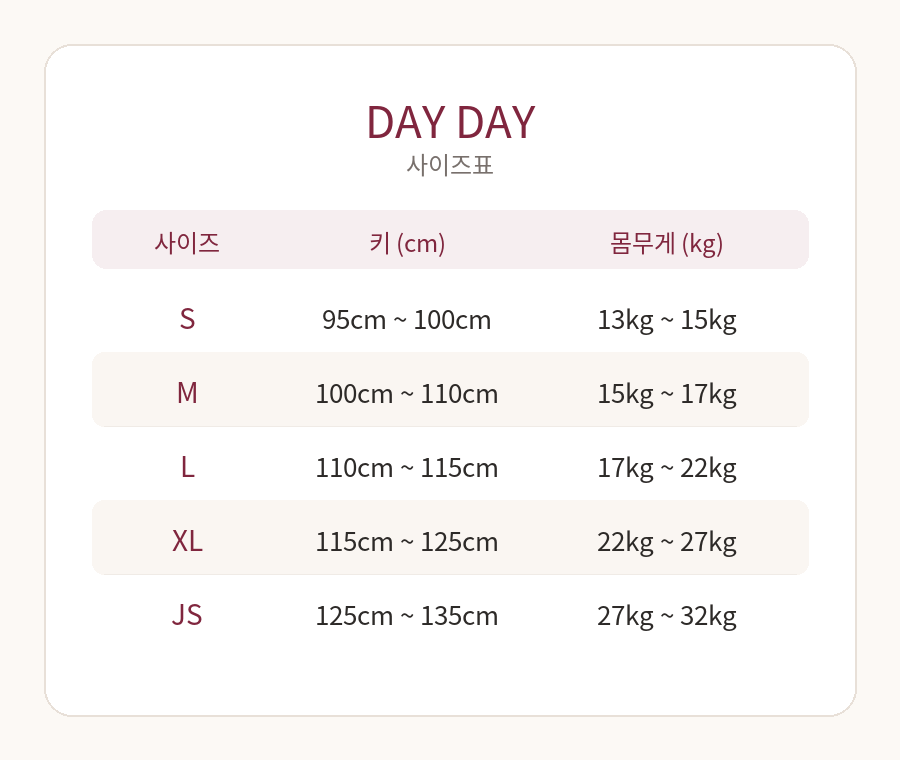 DAY DAY
사이즈표
사이즈 키 (cm) 몸무게 (kg)
S 95cm ~ 100cm 13kg ~ 15kg
M 100cm ~ 110cm 15kg ~ 17kg
L 110cm ~ 115cm 17kg ~ 22kg
XL 115cm ~ 125cm 22kg ~ 27kg
JS 125cm ~ 135cm 27kg ~ 32kg